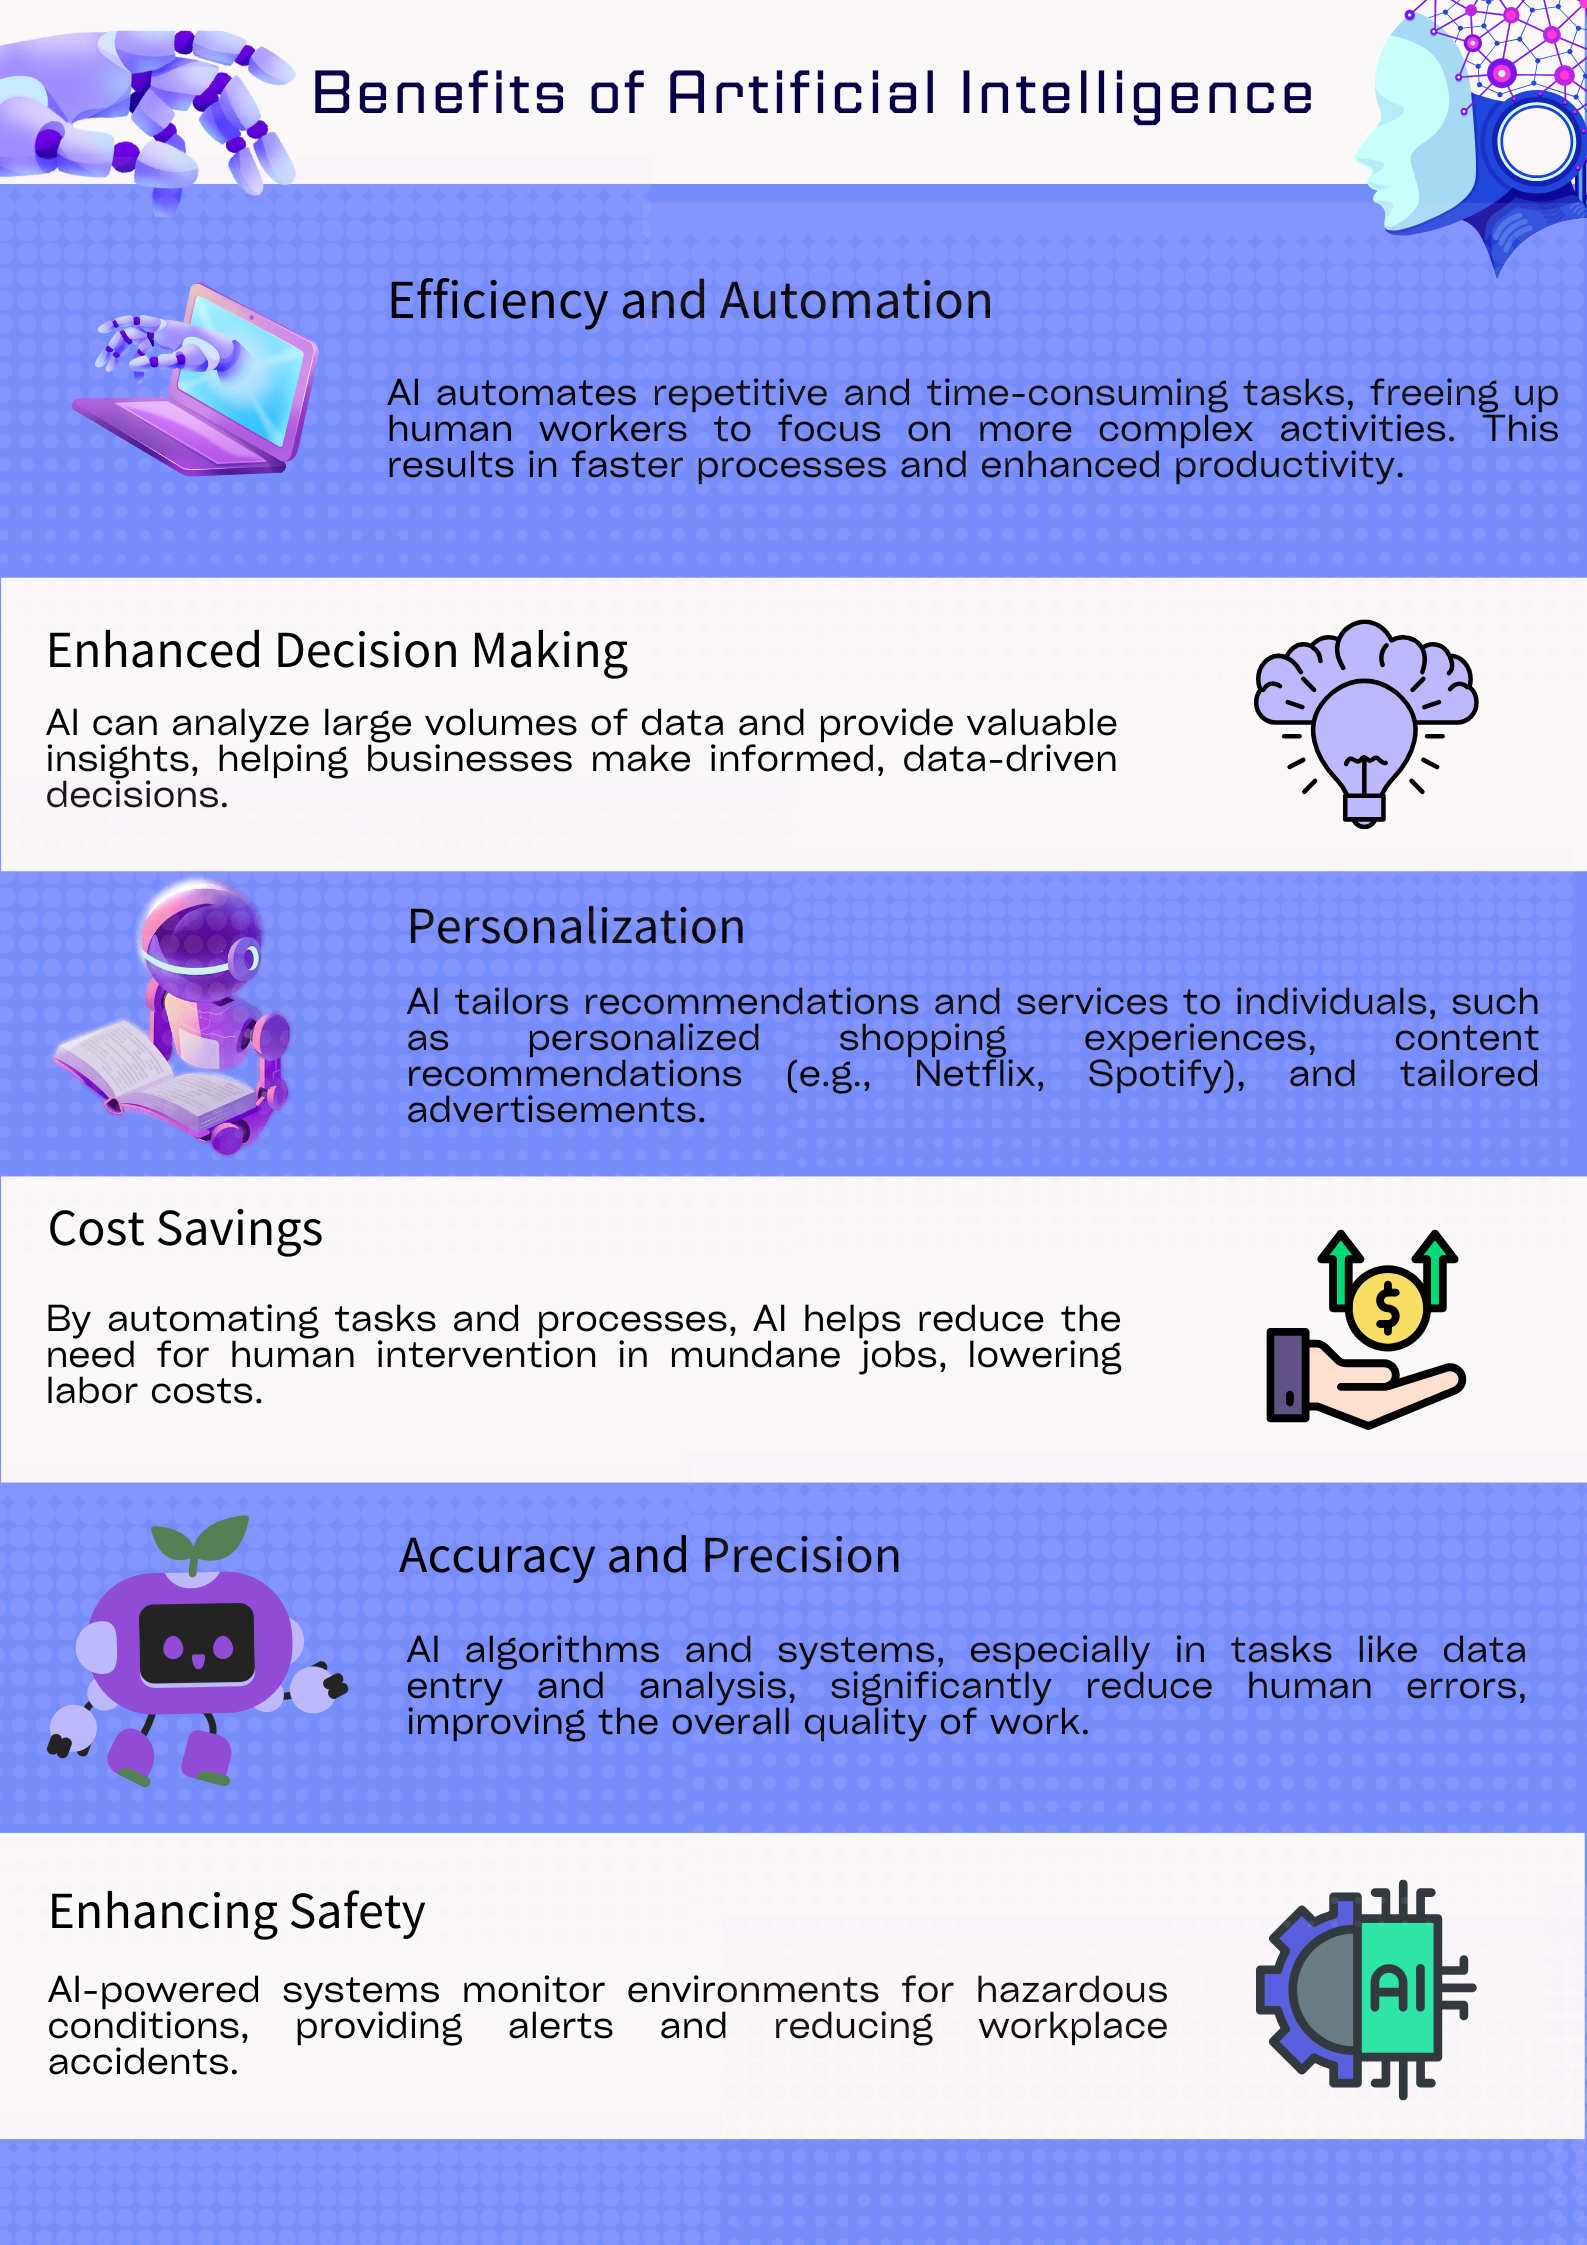 Benefits of Artificial Intelligence
Efficiency and Automation
AI automates repetitive and time-consuming tasks, freeing up
human workers to focus on more complex activities. This
results in faster processes and enhanced productivity.
Enhanced Decision Making
AI can analyze large volumes of data and provide valuable
insights, helping businesses make informed, data-driven
decisions.
Personalization
AI tailors recommendations and services to individuals, such
as personalized shopping experiences, content
recommendations (e.g., Netflix, Spotify), and tailored
advertisements.
Cost Savings
By automating tasks and processes, AI helps reduce the
need for human intervention in mundane jobs, lowering
labor costs.
$
Accuracy and Precision
AI algorithms and systems, especially in tasks like data
entry and analysis, significantly reduce human errors,
improving the overall quality of work.
Enhancing Safety
AI-powered systems monitor environments for hazardous
conditions, providing alerts and reducing workplace
accidents.
AI